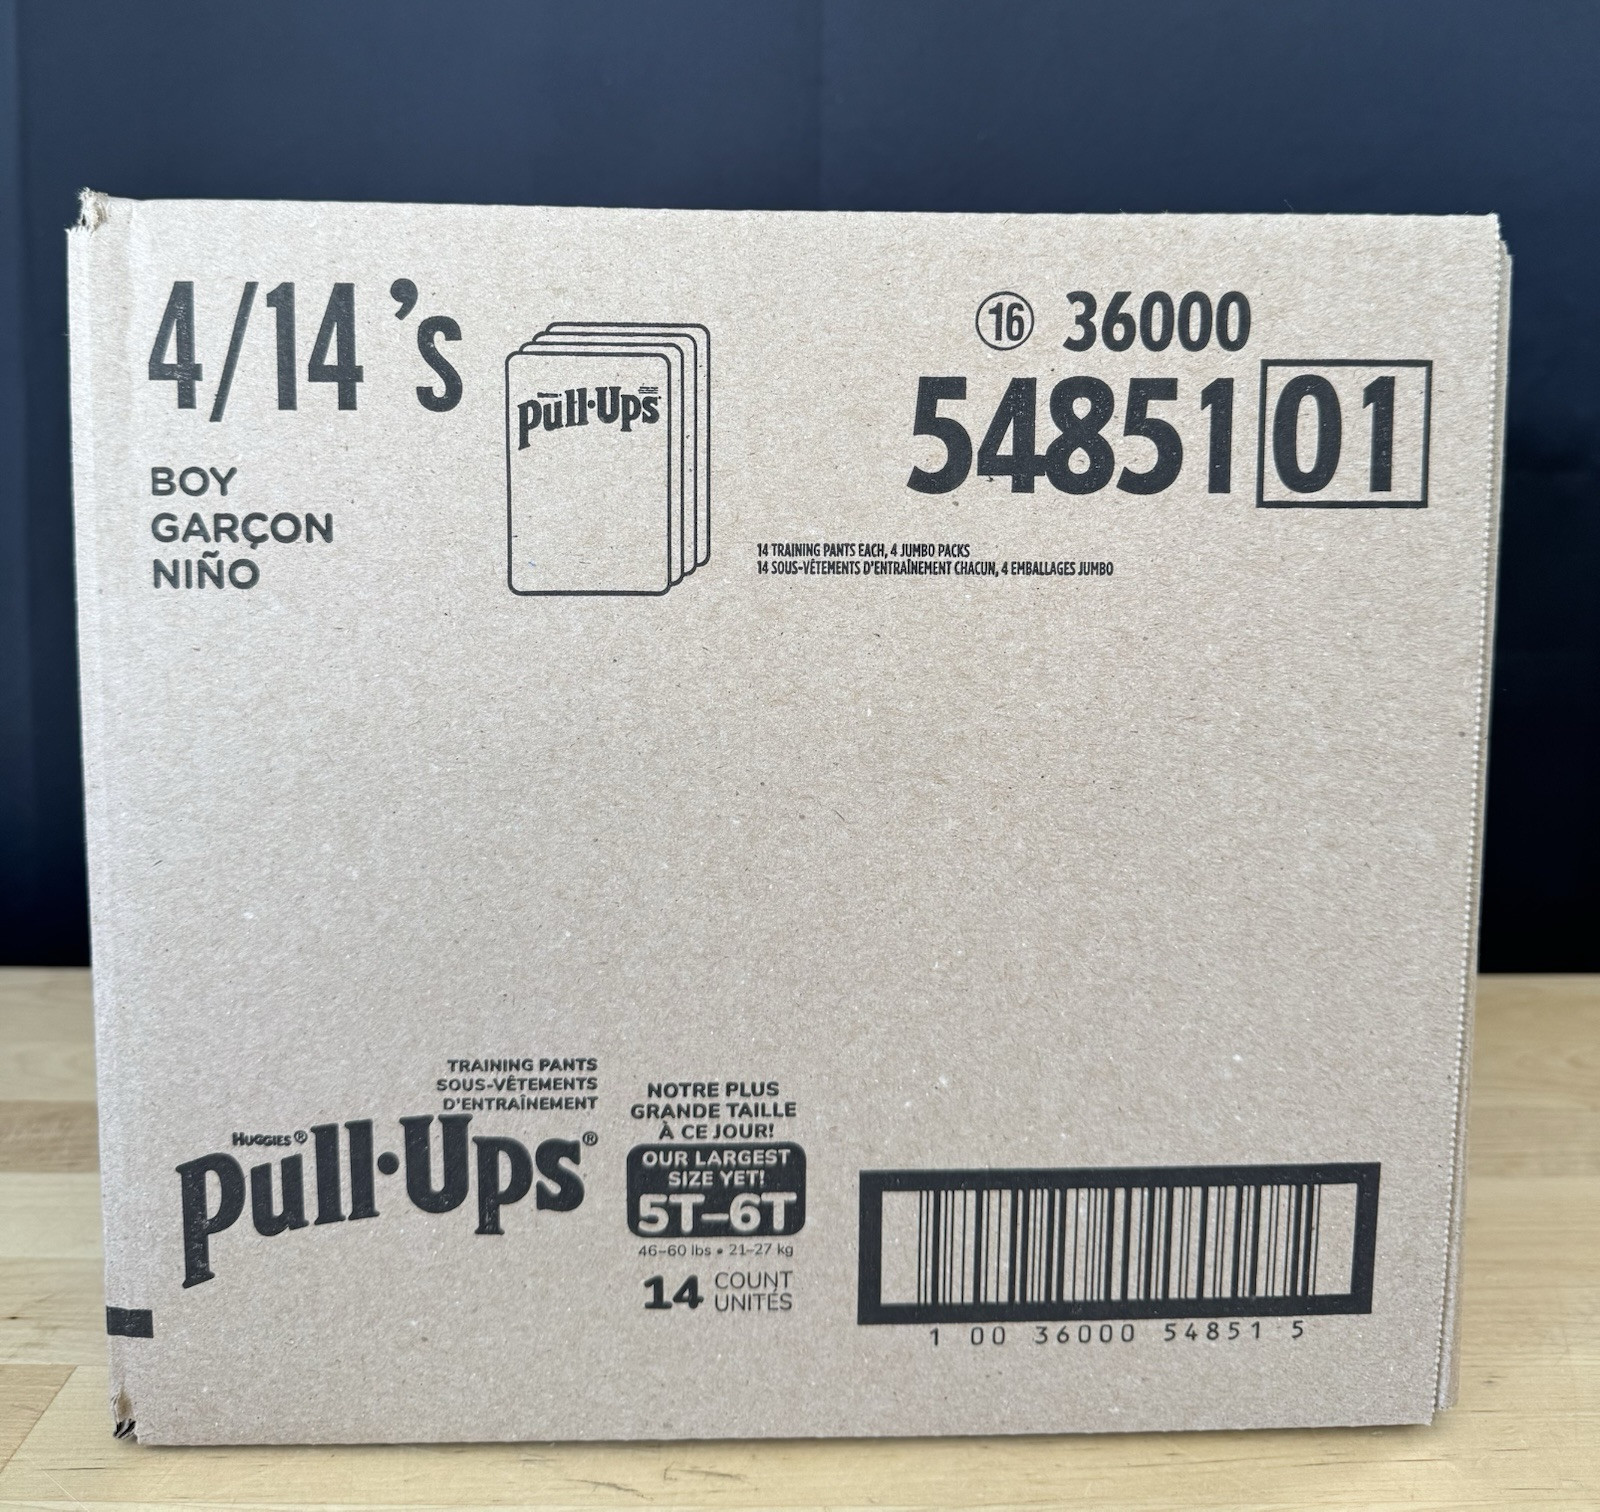 4/14's
BOY
GARÇON
NIÑO
Pull-Ups
16 36000
54851 01
14 TRAINING PANTS EACH, 4 JUMBO PACKS
14 SOUS-VÊTEMENTS D'ENTRAÎNEMENT CHACUN, 4 EMBALLAGES JUMBO
TRAINING PANTS
SOUS-VÊTEMENTS
D'ENTRAÎNEMENT
HUGGIES®
Pull·Ups®
NOTRE PLUS
GRANDE TAILLE
À CE JOUR!
OUR LARGEST
SIZE YET!
5T–6T
46–60 lbs • 21–27 kg
14 COUNT
UNITÉS
1 00 36000 54851 5